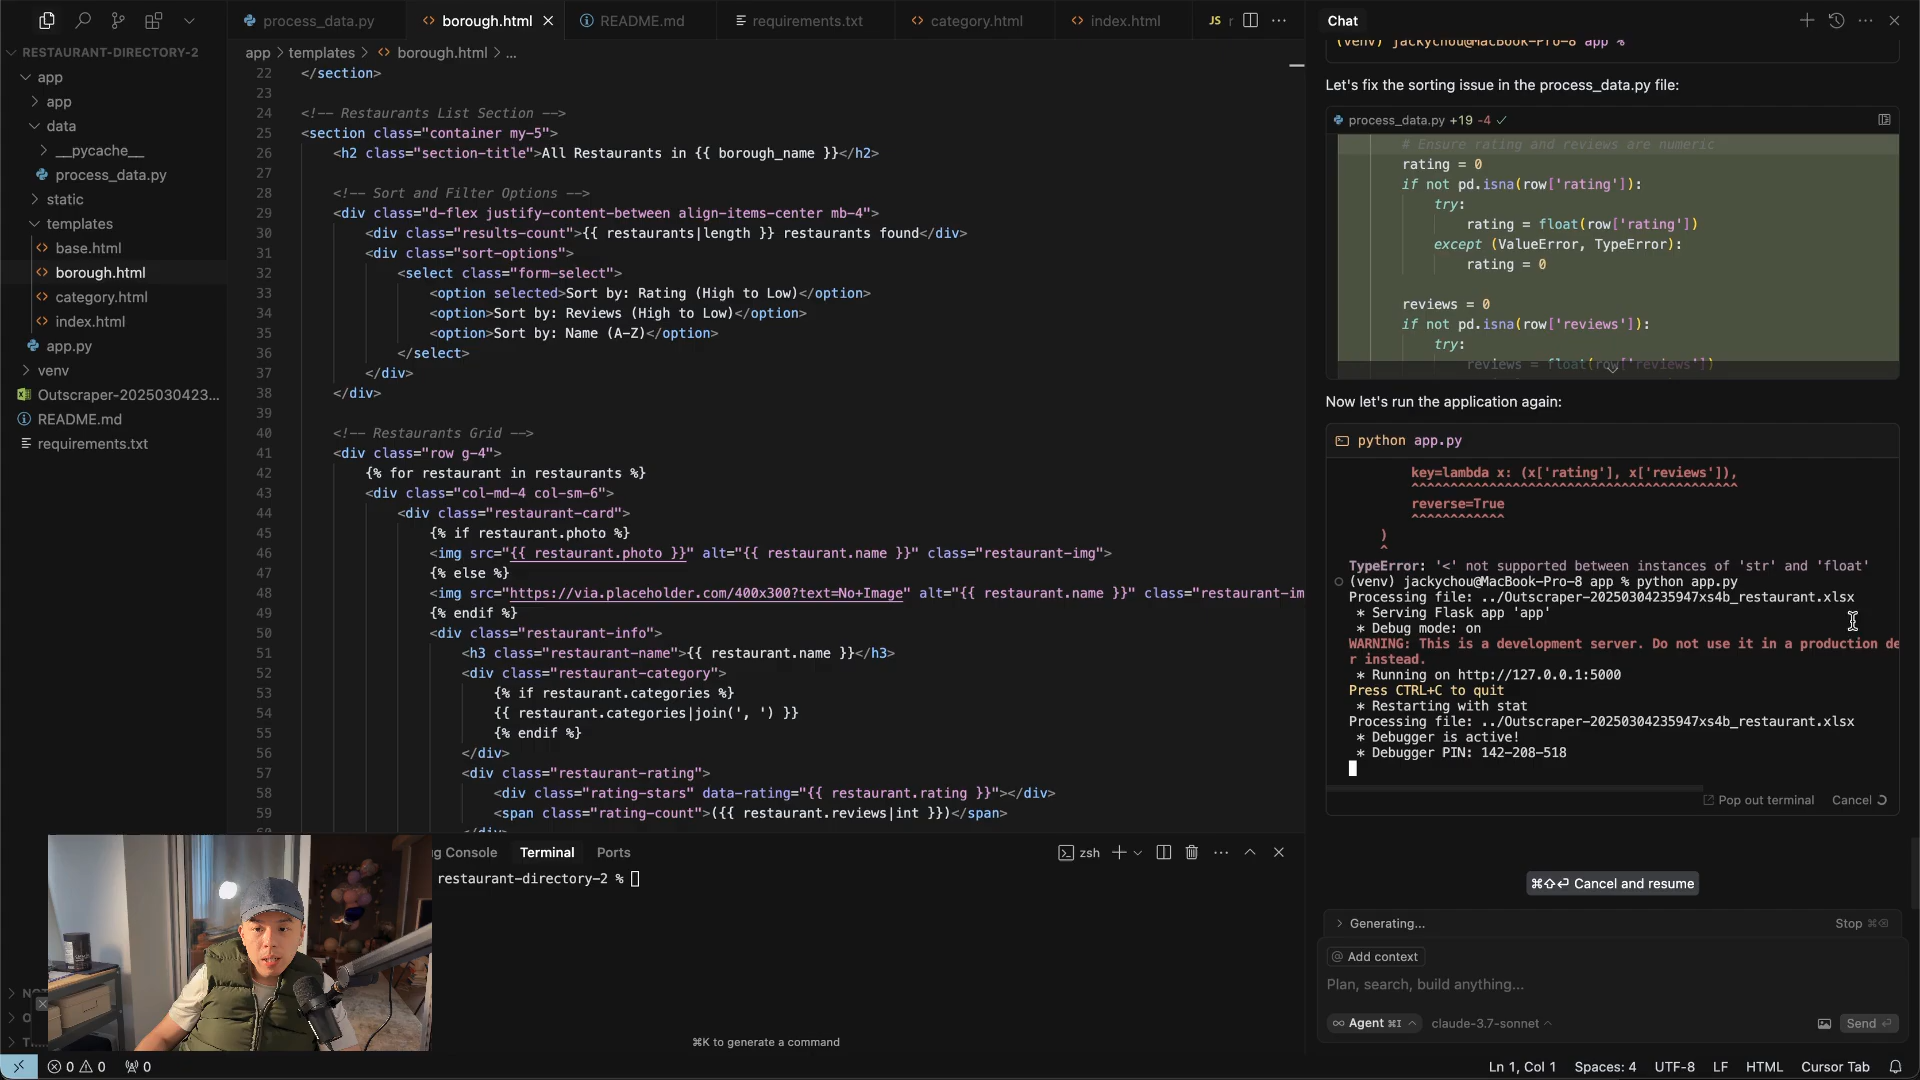 process_data.py
borough.html
README.md
requirements.txt
category.html
index.html
JS r
Chat
RESTAURANT-DIRECTORY-2
app
app
data
__pycache__
process_data.py
static
templates
base.html
borough.html
category.html
index.html
app.py
venv
Outscraper-2025030423...
README.md
requirements.txt
app > templates > borough.html > ...
22 </section>
23
24 <!-- Restaurants List Section -->
25 <section class="container my-5">
26 <h2 class="section-title">All Restaurants in {{ borough_name }}</h2>
27
28 <!-- Sort and Filter Options -->
29 <div class="d-flex justify-content-between align-items-center mb-4">
30 <div class="results-count">{{ restaurants|length }} restaurants found</div>
31 <div class="sort-options">
32 <select class="form-select">
33 <option selected>Sort by: Rating (High to Low)</option>
34 <option>Sort by: Reviews (High to Low)</option>
35 <option>Sort by: Name (A-Z)</option>
36 </select>
37 </div>
38 </div>
39
40 <!-- Restaurants Grid -->
41 <div class="row g-4">
42 {% for restaurant in restaurants %}
43 <div class="col-md-4 col-sm-6">
44 <div class="restaurant-card">
45 {% if restaurant.photo %}
46 <img src="{{ restaurant.photo }}" alt="{{ restaurant.name }}" class="restaurant-img">
47 {% else %}
48 <img src="https://via.placeholder.com/400x300?text=No+Image" alt="{{ restaurant.name }}" class="restaurant-im
49 {% endif %}
50 <div class="restaurant-info">
51 <h3 class="restaurant-name">{{ restaurant.name }}</h3>
52 <div class="restaurant-category">
53 {% if restaurant.categories %}
54 {{ restaurant.categories|join(', ') }}
55 {% endif %}
56 </div>
57 <div class="restaurant-rating">
58 <div class="rating-stars" data-rating="{{ restaurant.rating }}"></div>
59 <span class="rating-count">({{ restaurant.reviews|int }})</span>
g Console
Terminal
Ports
zsh
restaurant-directory-2 %
⌘K to generate a command
(venv) jackychou@MacBook-Pro-8 app %
Let's fix the sorting issue in the process_data.py file:
process_data.py +19 -4
# Ensure rating and reviews are numeric
rating = 0
if not pd.isna(row['rating']):
try:
rating = float(row['rating'])
except (ValueError, TypeError):
rating = 0
reviews = 0
if not pd.isna(row['reviews']):
try:
reviews = float(row['reviews'])
Now let's run the application again:
python app.py
key=lambda x: (x['rating'], x['reviews']),
^^^^^^^^^^^^^^^^^^^^^^^^^^^^^^^^^^^^^^^^^^
reverse=True
^^^^^^^^^^^^
)
^
TypeError: '<' not supported between instances of 'str' and 'float'
(venv) jackychou@MacBook-Pro-8 app % python app.py
Processing file: ../Outscraper-20250304235947xs4b_restaurant.xlsx
* Serving Flask app 'app'
* Debug mode: on
WARNING: This is a development server. Do not use it in a production de
r instead.
* Running on http://127.0.0.1:5000
Press CTRL+C to quit
* Restarting with stat
Processing file: ../Outscraper-20250304235947xs4b_restaurant.xlsx
* Debugger is active!
* Debugger PIN: 142-208-518
Pop out terminal
Cancel
⌘⇧⏎ Cancel and resume
Generating...
Stop ⌘⌫
@ Add context
Plan, search, build anything...
∞ Agent ⌘I
claude-3.7-sonnet
Send ⏎
0 0
0
Ln 1, Col 1
Spaces: 4
UTF-8
LF
HTML
Cursor Tab